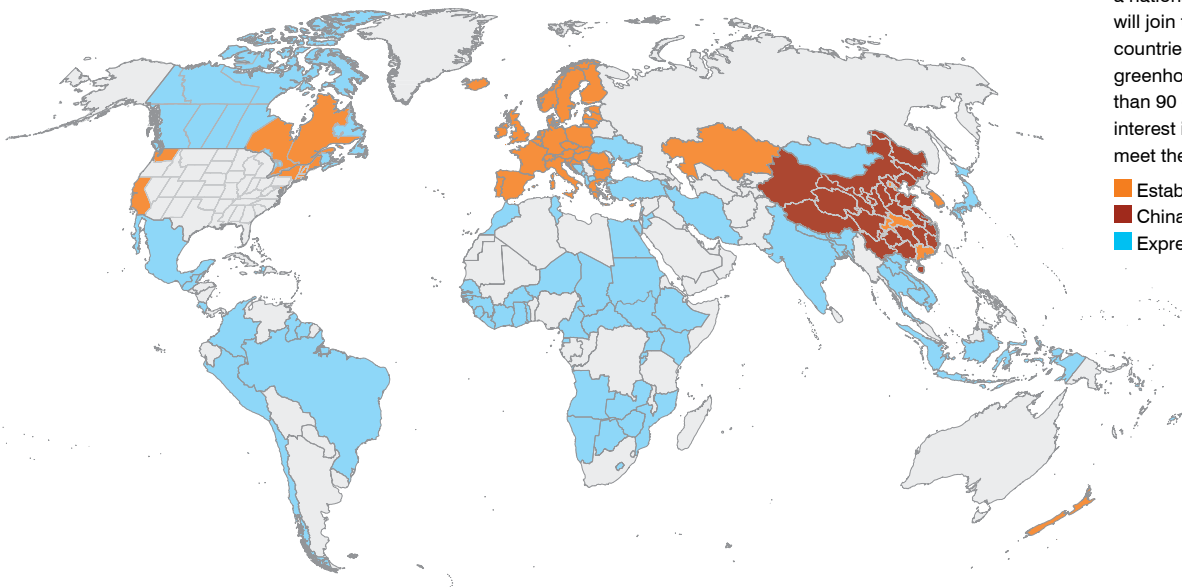 will join
countrie
greenho
than 90
interest i
meet the
Estab
China
Expre